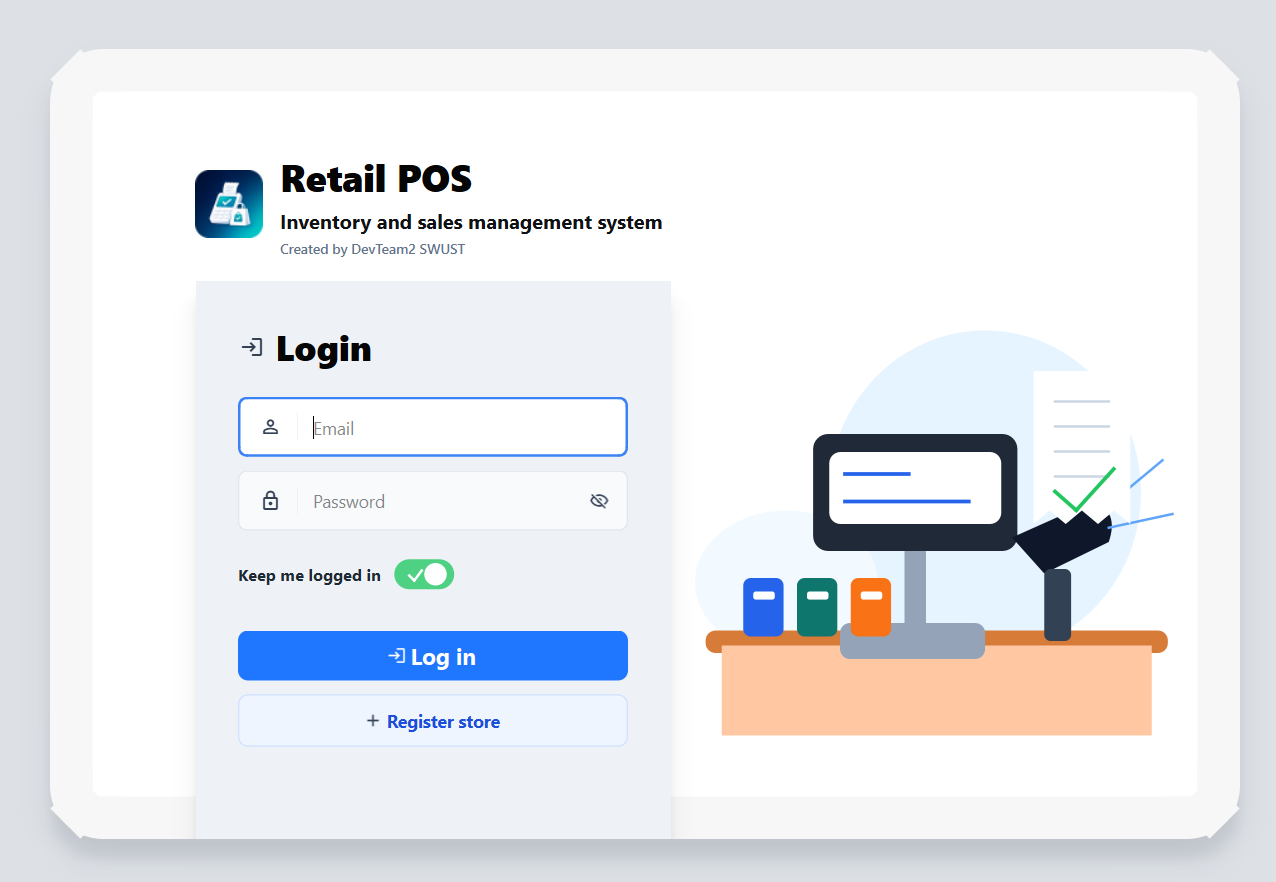 Retail POS
Inventory and sales management system
Created by DevTeam2 SWUST
Login
Email
Password
Keep me logged in
Log in
+ Register store